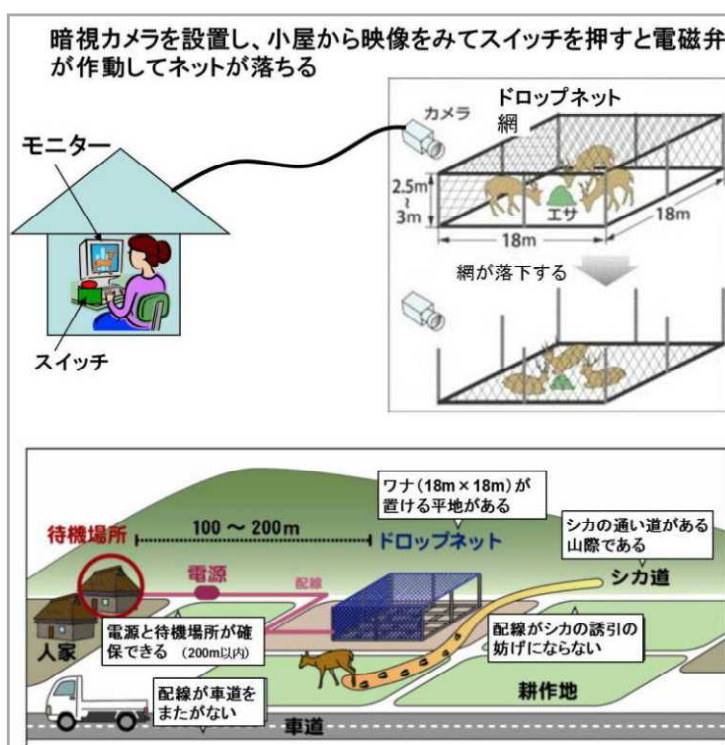 暗視カメラを設置し、小屋から映像をみてスイッチを押すと電磁弁
が作動してネットが落ちる
モニター
スイッチ
カメラ
ドロップネット
網
2.5m
~
3m
エサ
18m
18m
網が落下する
ワナ(18m×18m)が
置ける平地がある
シカの通い道がある
山際である
待機場所
100 ~ 200m
ドロップネット
シカ道
電源
配線
電源と待機場所が確
保できる (200m以内)
人家
配線がシカの誘引の
妨げにならない
配線が車道を
またがない
耕作地
車道